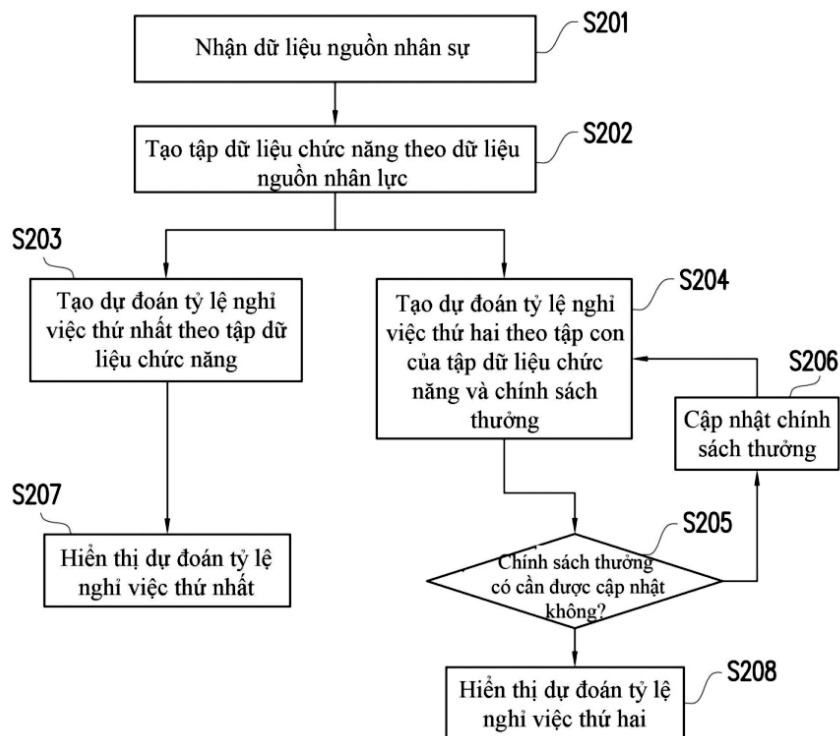 S201
Nhận dữ liệu nguồn nhân sự
S202
Tạo tập dữ liệu chức năng theo dữ liệu
nguồn nhân lực
S203
Tạo dự đoán tỷ lệ nghỉ
việc thứ nhất theo tập dữ
liệu chức năng
S204
Tạo dự đoán tỷ lệ nghỉ
việc thứ hai theo tập con
của tập dữ liệu chức
năng và chính sách
thưởng
S206
Cập nhật chính
sách thưởng
S207
Hiển thị dự đoán tỷ lệ
nghỉ việc thứ nhất
S205
Chính sách thưởng
có cần được cập nhật
không?
S208
Hiển thị dự đoán tỷ lệ
nghỉ việc thứ hai